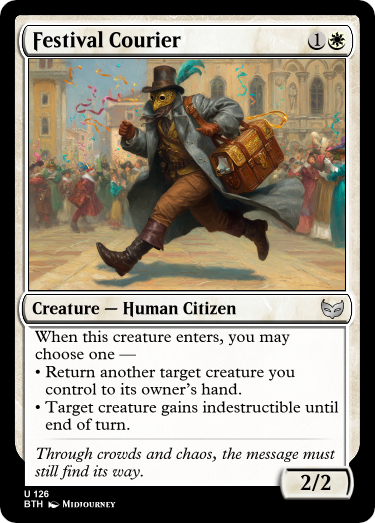 Festival Courier 1
Creature — Human Citizen
When this creature enters, you may
choose one —
• Return another target creature you
control to its owner's hand.
• Target creature gains indestructible until
end of turn.
Through crowds and chaos, the message must
still find its way.
2/2
U 126
BTH Midjourney